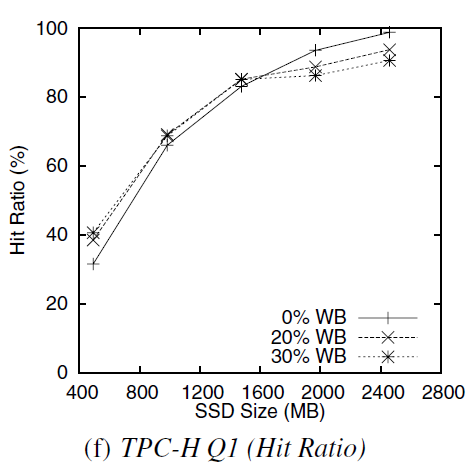 100
80
60
40
20
0
Hit Ratio (%)
0% WB
20% WB
30% WB
400 800 1200 1600 2000 2400 2800
SSD Size (MB)
(f) TPC-H Q1 (Hit Ratio)